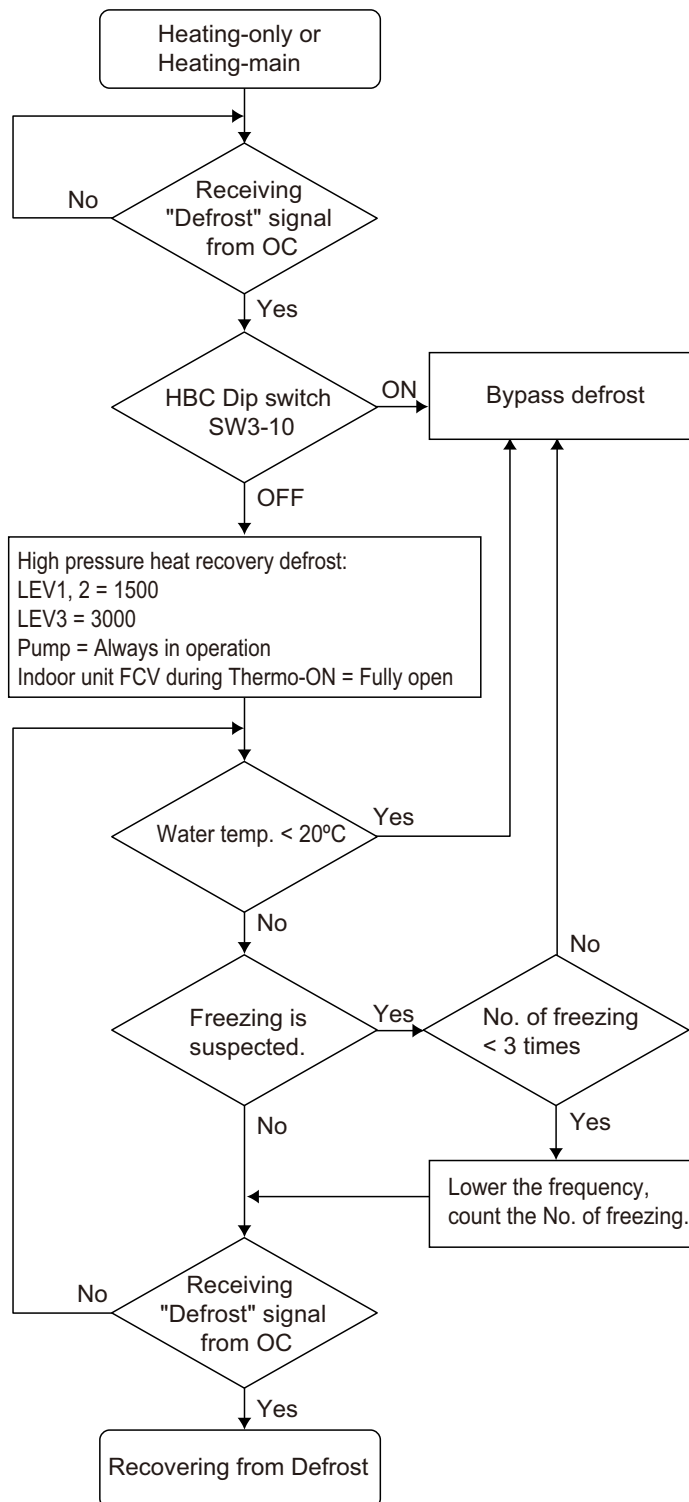 Heating-only or
Heating-main
No
Receiving
"Defrost" signal
from OC
Yes
HBC Dip switch
SW3-10
ON
Bypass defrost
OFF
High pressure heat recovery defrost:
LEV1, 2 = 1500
LEV3 = 3000
Pump = Always in operation
Indoor unit FCV during Thermo-ON = Fully open
Water temp. < 20ºC
Yes
No
Freezing is
suspected.
Yes
No. of freezing
< 3 times
No
No
Yes
Lower the frequency,
count the No. of freezing.
No
Receiving
"Defrost" signal
from OC
Yes
Recovering from Defrost